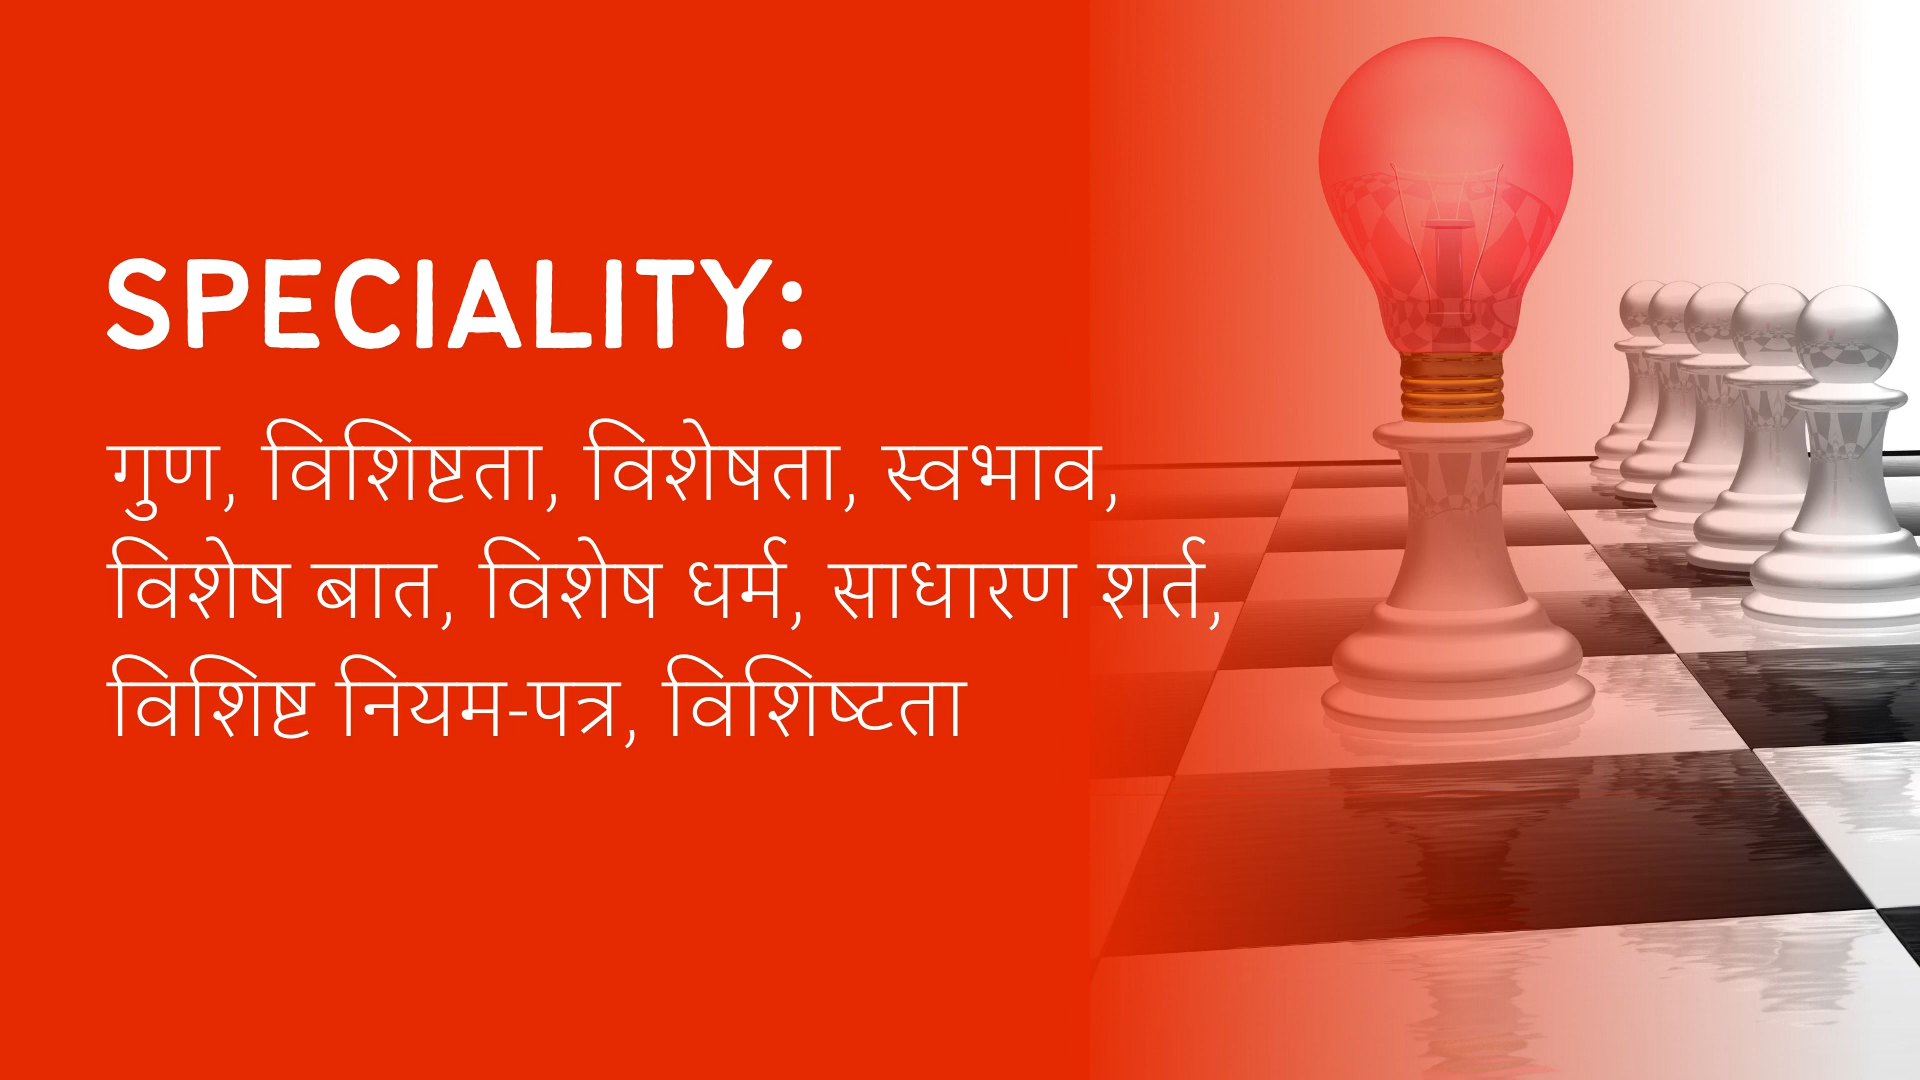 SPECIALITY:
गुण, विशिष्टता, विशेषता, स्वभाव,
विशेष बात, विशेष धर्म, साधारण शर्त,
विशिष्ट नियम-पत्र, विशिष्‍टता